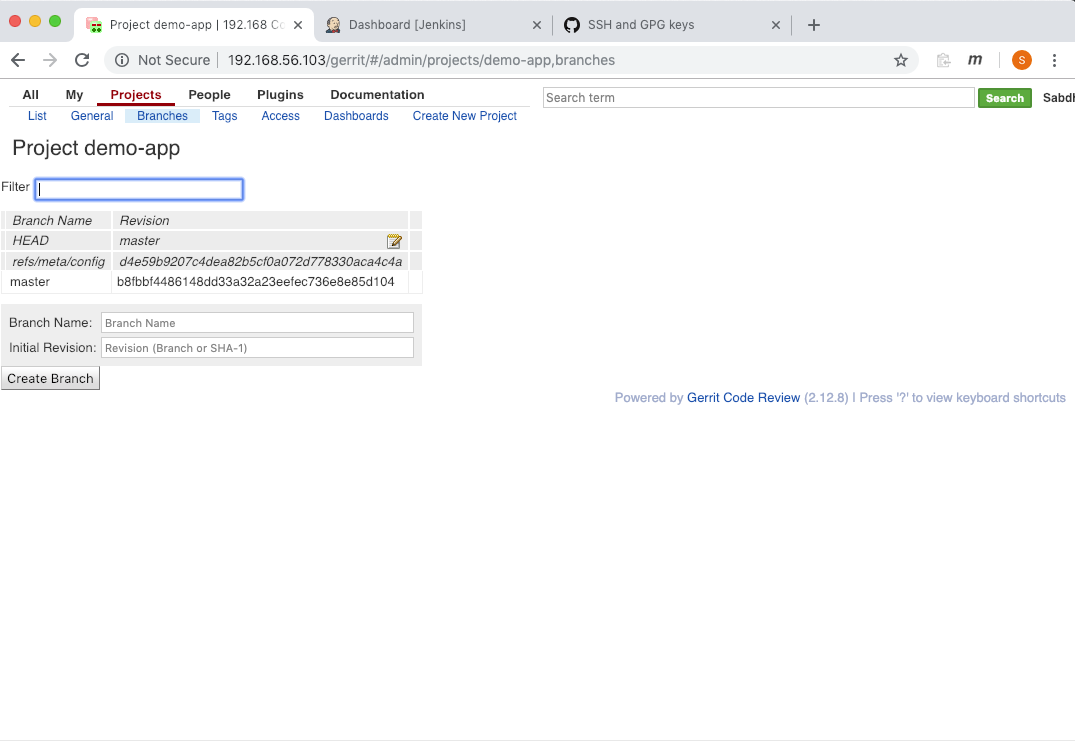 Project demo-app | 192.168 Co
Dashboard [Jenkins]
SSH and GPG keys
Not Secure
192.168.56.103/gerrit/#/admin/projects/demo-app,branches
m
S
All My Projects People Plugins Documentation
Search term
Search
Sabdh
List General Branches Tags Access Dashboards Create New Project
Project demo-app
Filter
Branch Name Revision
HEAD master
refs/meta/config d4e59b9207c4dea82b5cf0a072d778330aca4c4a
master b8fbbf4486148dd33a32a23eefec736e8e85d104
Branch Name: Branch Name
Initial Revision: Revision (Branch or SHA-1)
Create Branch
Powered by Gerrit Code Review (2.12.8) | Press '?' to view keyboard shortcuts